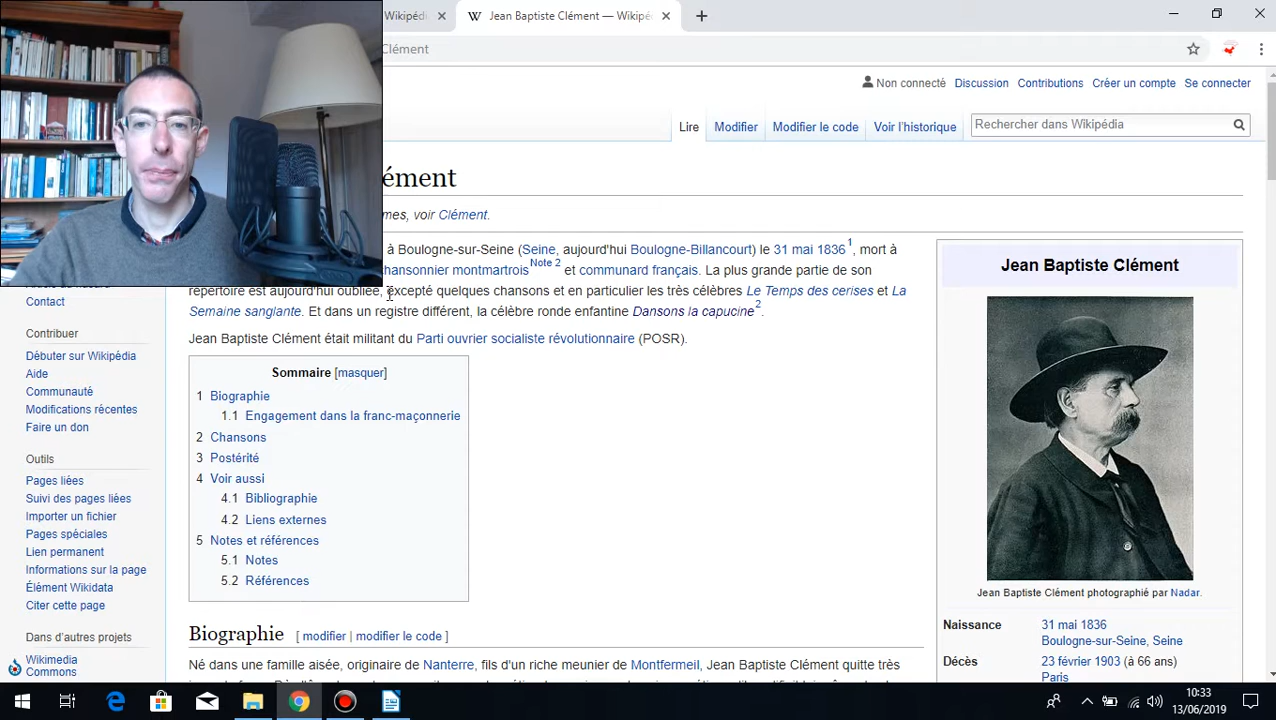 Wikipéd
Jean Baptiste Clément — Wikipé
Clément
Non connecté Discussion Contributions Créer un compte Se connecter
Lire Modifier Modifier le code Voir l'historique Rechercher dans Wikipédia
ément
mes, voir Clément.
à Boulogne-sur-Seine (Seine, aujourd'hui Boulogne-Billancourt) le 31 mai 1836 1, mort à
hansonnier montmartrois Note 2 et communard français. La plus grande partie de son
répertoire est aujourd'hui oubliée, excepté quelques chansons et en particulier les très célèbres Le Temps des cerises et La
Semaine sanglante. Et dans un registre différent, la célèbre ronde enfantine Dansons la capucine 2.
Jean Baptiste Clément était militant du Parti ouvrier socialiste révolutionnaire (POSR).
Sommaire [masquer]
1 Biographie
1.1 Engagement dans la franc-maçonnerie
2 Chansons
3 Postérité
4 Voir aussi
4.1 Bibliographie
4.2 Liens externes
5 Notes et références
5.1 Notes
5.2 Références
Biographie [ modifier | modifier le code ]
Né dans une famille aisée, originaire de Nanterre, fils d'un riche meunier de Montfermeil, Jean Baptiste Clément quitte très
Contact
Contribuer
Débuter sur Wikipédia
Aide
Communauté
Modifications récentes
Faire un don
Outils
Pages liées
Suivi des pages liées
Importer un fichier
Pages spéciales
Lien permanent
Informations sur la page
Élément Wikidata
Citer cette page
Dans d'autres projets
Wikimedia
Commons
Jean Baptiste Clément
Jean Baptiste Clément photographié par Nadar.
Naissance 31 mai 1836
Boulogne-sur-Seine, Seine
Décès 23 février 1903 (à 66 ans)
Paris
10:33
13/06/2019